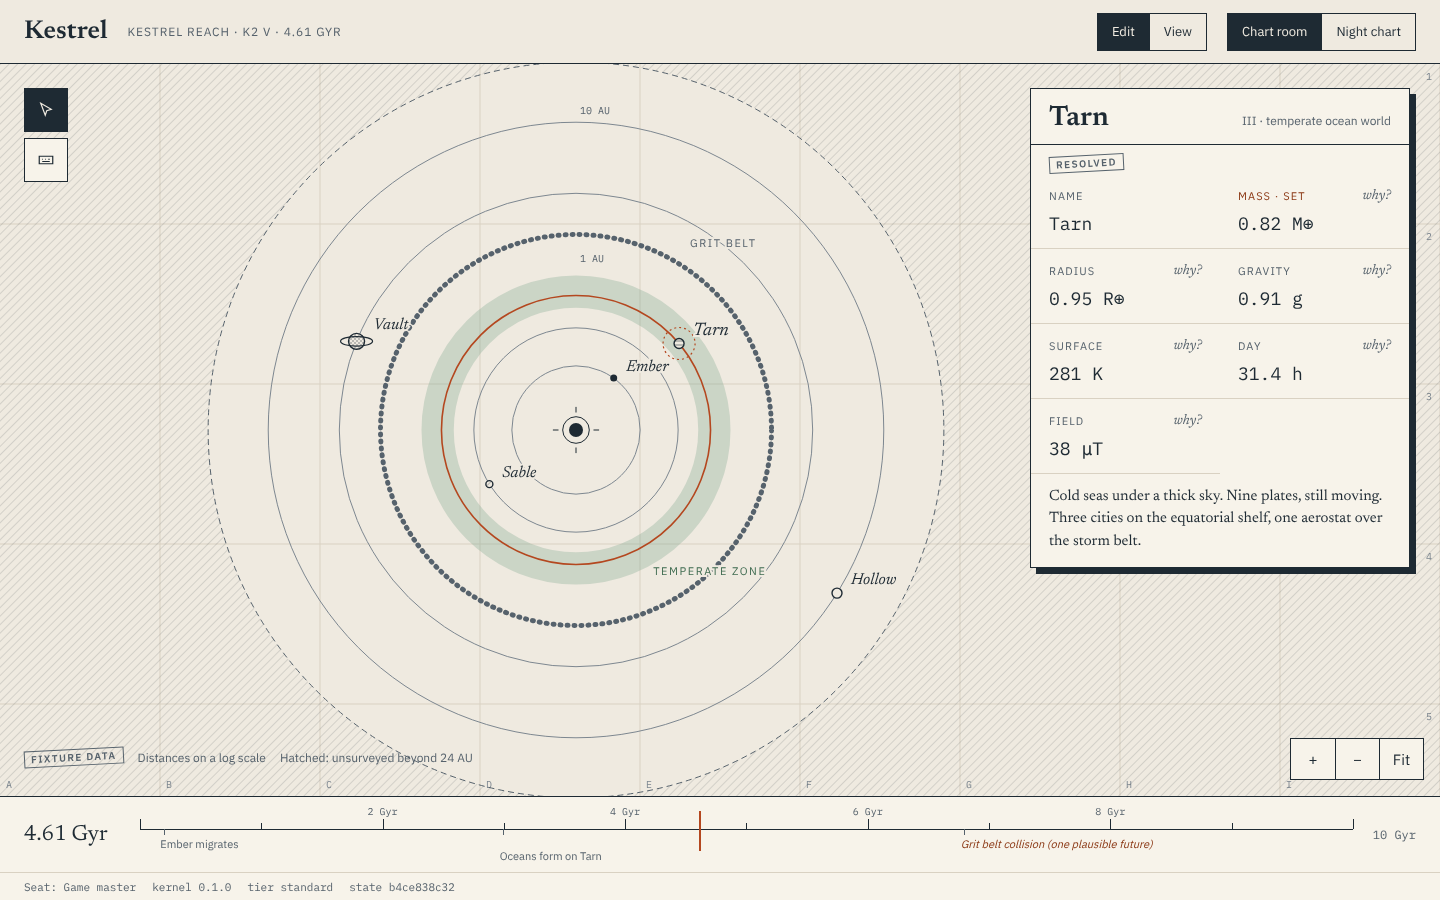 Kestrel
KESTREL REACH · K2 V · 4.61 GYR
Edit
View
Chart room
Night chart
10 AU
GRIT BELT
1 AU
Vault
Tarn
Ember
Sable
Hollow
TEMPERATE ZONE
Tarn
III · temperate ocean world
RESOLVED
NAME
Tarn
MASS · SET
why?
0.82 M⊕
RADIUS
why?
0.95 R⊕
GRAVITY
why?
0.91 g
SURFACE
why?
281 K
DAY
why?
31.4 h
FIELD
why?
38 µT
Cold seas under a thick sky. Nine plates, still moving.
Three cities on the equatorial shelf, one aerostat over
the storm belt.
1
2
3
4
5
FIXTURE DATA
Distances on a log scale
Hatched: unsurveyed beyond 24 AU
+
−
Fit
A
B
C
D
E
F
G
H
I
4.61 Gyr
2 Gyr
4 Gyr
6 Gyr
8 Gyr
10 Gyr
Ember migrates
Oceans form on Tarn
Grit belt collision (one plausible future)
Seat: Game master
kernel 0.1.0
tier standard
state b4ce838c32